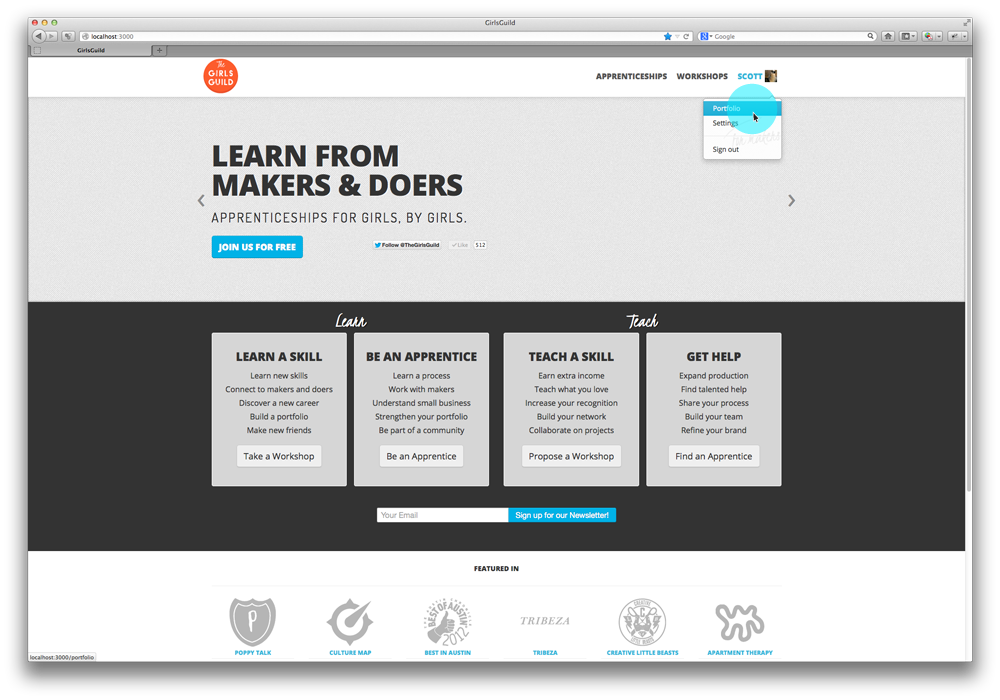 GirlsGuild
localhost:3000
Google
GirlsGuild
The
GIRLS
GUILD
APPRENTICESHIPS WORKSHOPS SCOTT
Portfolio
Settings
Sign out
LEARN FROM
MAKERS & DOERS
APPRENTICESHIPS FOR GIRLS, BY GIRLS.
JOIN US FOR FREE
Follow @TheGirlsGuild
Like 512
Learn
Teach
LEARN A SKILL
Learn new skills
Connect to makers and doers
Discover a new career
Build a portfolio
Make new friends
Take a Workshop
BE AN APPRENTICE
Learn a process
Work with makers
Understand small business
Strengthen your portfolio
Be part of a community
Be an Apprentice
TEACH A SKILL
Earn extra income
Teach what you love
Increase your recognition
Build your network
Collaborate on projects
Propose a Workshop
GET HELP
Expand production
Find talented help
Share your process
Build your team
Refine your brand
Find an Apprentice
Your Email
Sign up for our Newsletter!
FEATURED IN
P
BEST OF AUSTIN
2012
TRIBEZA
CREATIVE
LITTLE BEASTS
POPPY TALK
CULTURE MAP
BEST IN AUSTIN
TRIBEZA
CREATIVE LITTLE BEASTS
APARTMENT THERAPY
localhost:3000/portfolio